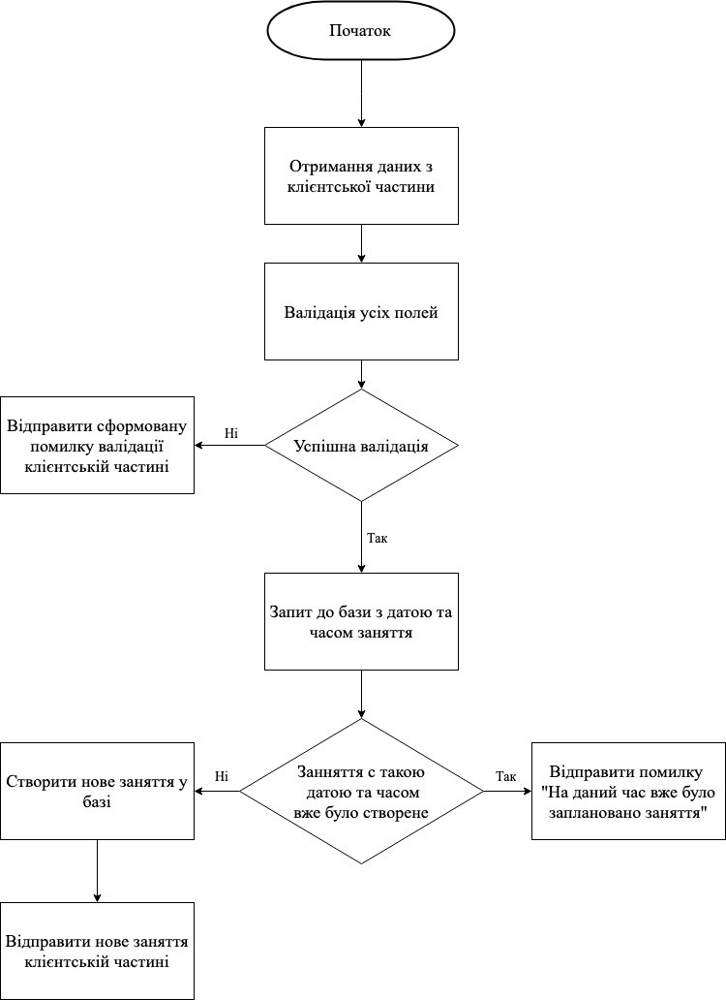 Початок
Отримання даних з
клієнтської частини
Валідація усіх полей
Відправити сформовану
помилку валідації
клієнтській частині
Ні
Успішна валідація
Так
Запит до бази з датою та
часом заняття
Створити нове заняття у
базі
Ні
Занняття с такою
датою та часом
вже було створене
Так
Відправити помилку
"На даний час вже було
заплановано заняття"
Відправити нове заняття
клієнтській частині